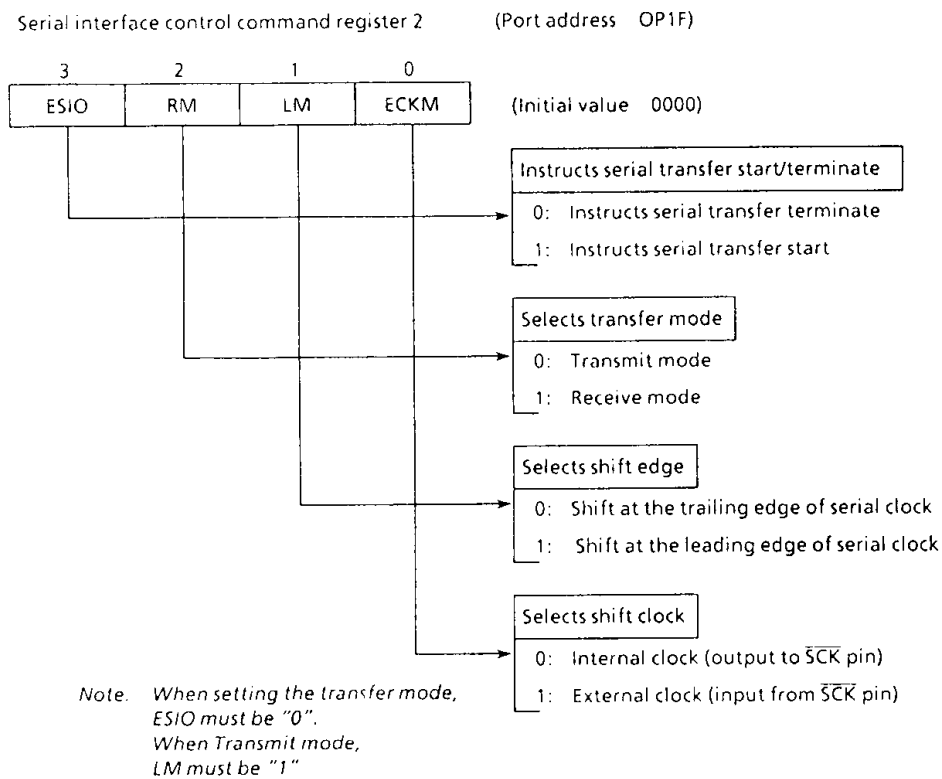 Serial interface control command register 2 (Port address OP1F)
3 2 1 0
ESIO RM LM ECKM (Initial value 0000)
Instructs serial transfer start/terminate
0: Instructs serial transfer terminate
1: Instructs serial transfer start
Selects transfer mode
0: Transmit mode
1: Receive mode
Selects shift edge
0: Shift at the trailing edge of serial clock
1: Shift at the leading edge of serial clock
Selects shift clock
0: Internal clock (output to S̅C̅K̅ pin)
1: External clock (input from S̅C̅K̅ pin)
Note. When setting the transfer mode,
ESIO must be "0".
When Transmit mode,
LM must be "1"